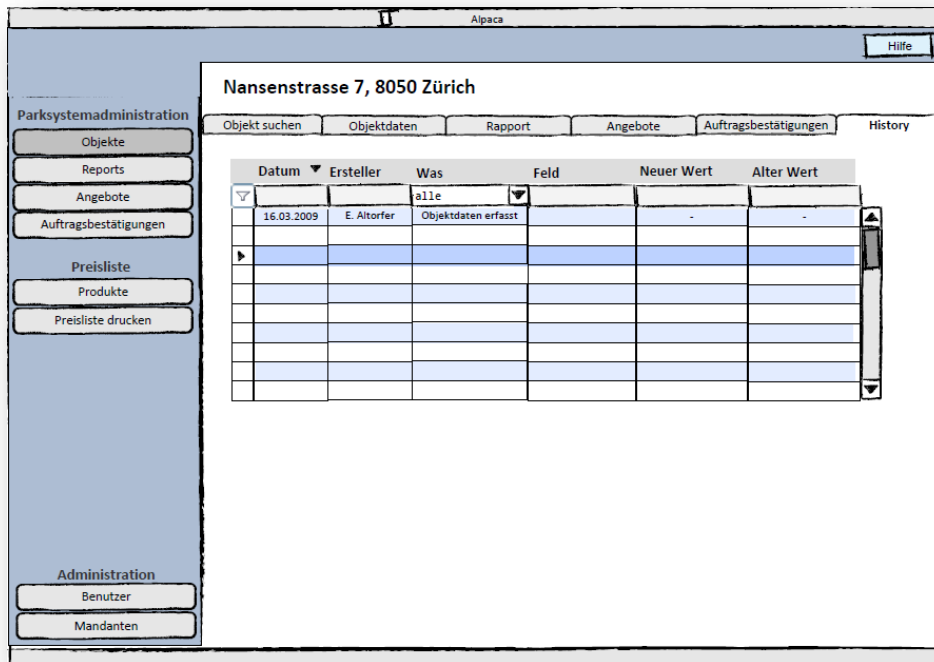 Alpaca
Hilfe
Nansenstrasse 7, 8050 Zürich
Parksystemadministration
Objekte
Reports
Angebote
Auftragsbestätigungen
Preisliste
Produkte
Preisliste drucken
Administration
Benutzer
Mandanten
Objekt suchen Objektdaten Rapport Angebote Auftragsbestätigungen History
Datum Ersteller Was Feld Neuer Wert Alter Wert
alle
16.03.2009 E. Altorfer Objektdaten erfasst - -